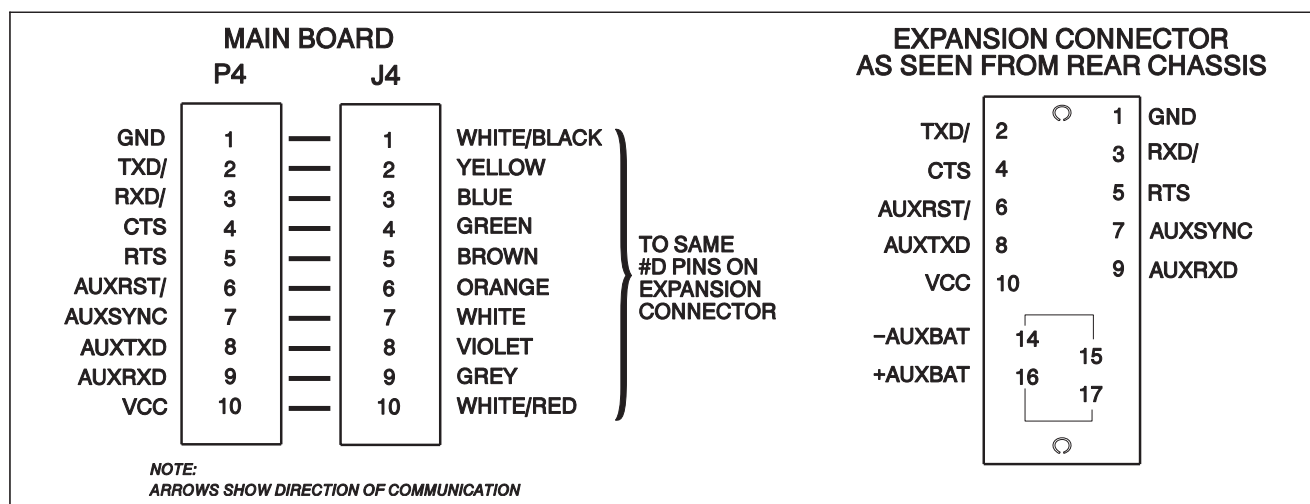 MAIN BOARD
P4 J4
GND 1 1 WHITE/BLACK
TXD/ 2 2 YELLOW
RXD/ 3 3 BLUE
CTS 4 4 GREEN
RTS 5 5 BROWN
AUXRST/ 6 6 ORANGE
AUXSYNC 7 7 WHITE
AUXTXD 8 8 VIOLET
AUXRXD 9 9 GREY
VCC 10 10 WHITE/RED
TO SAME
#D PINS ON
EXPANSION
CONNECTOR
NOTE:
ARROWS SHOW DIRECTION OF COMMUNICATION
EXPANSION CONNECTOR
AS SEEN FROM REAR CHASSIS
1 GND
TXD/ 2
3 RXD/
CTS 4
5 RTS
AUXRST/ 6
7 AUXSYNC
AUXTXD 8
9 AUXRXD
VCC 10
–AUXBAT 14
15
+AUXBAT 16
17